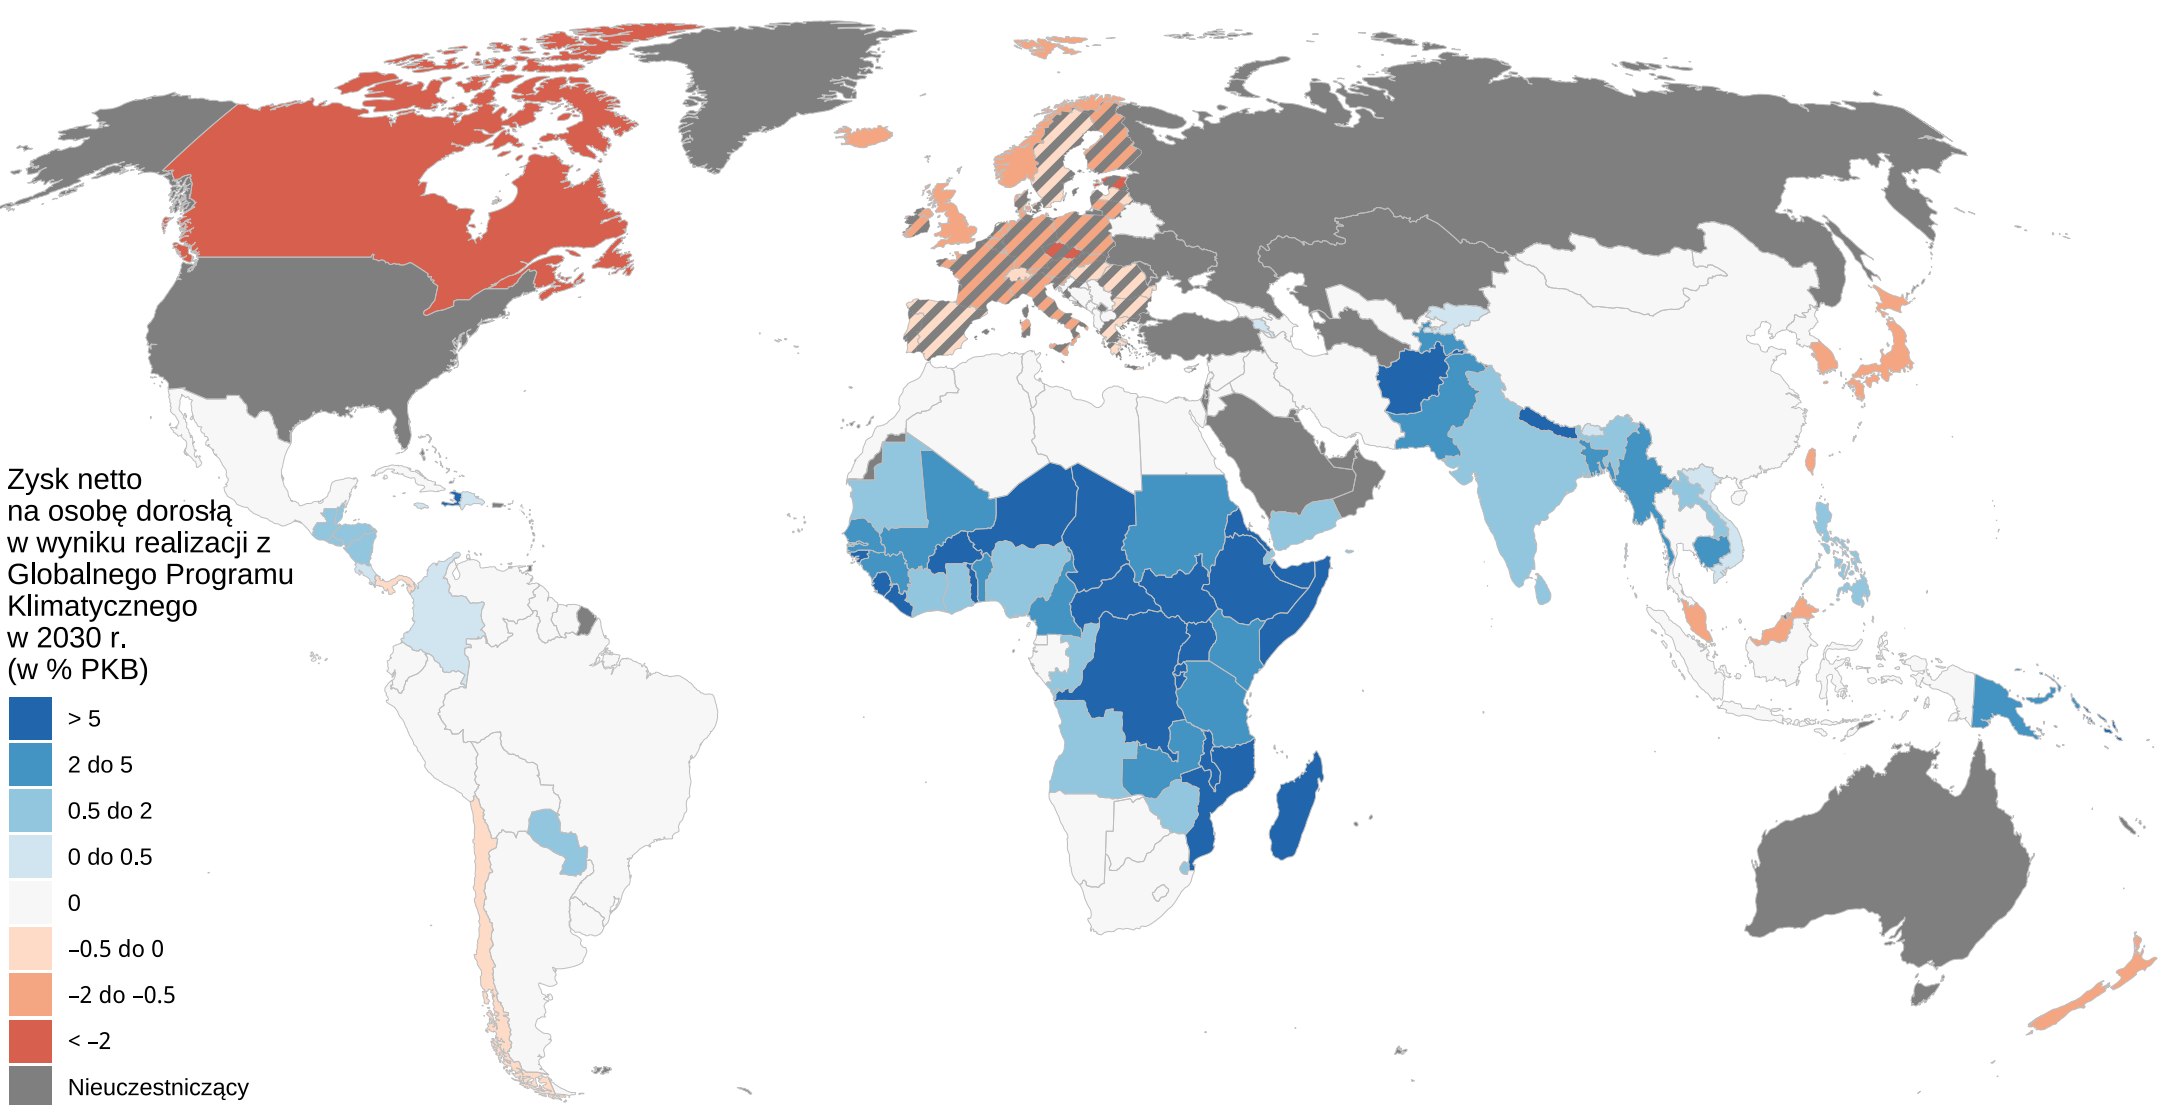 Zysk netto
na osobę dorosłą
w wyniku realizacji z
Globalnego Programu
Klimatycznego
w 2030 r.
(w % PKB)
> 5
2 do 5
0.5 do 2
0 do 0.5
0
–0.5 do 0
–2 do –0.5
< –2
Nieuczestniczący